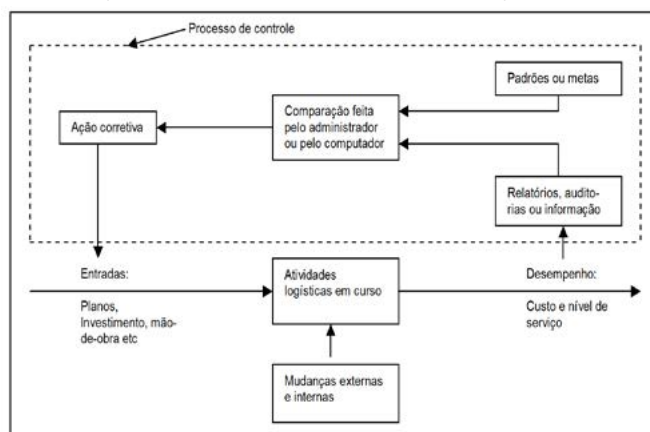 Processo de controle
Padrões ou metas
Comparação feita
pelo administrador
ou pelo computador
Ação corretiva
Relatórios, audito-
rias ou informação
Entradas:
Planos,
Investimento, mão-
de-obra etc
Atividades
logísticas em curso
Desempenho:
Custo e nível de
serviço
Mudanças externas
e internas